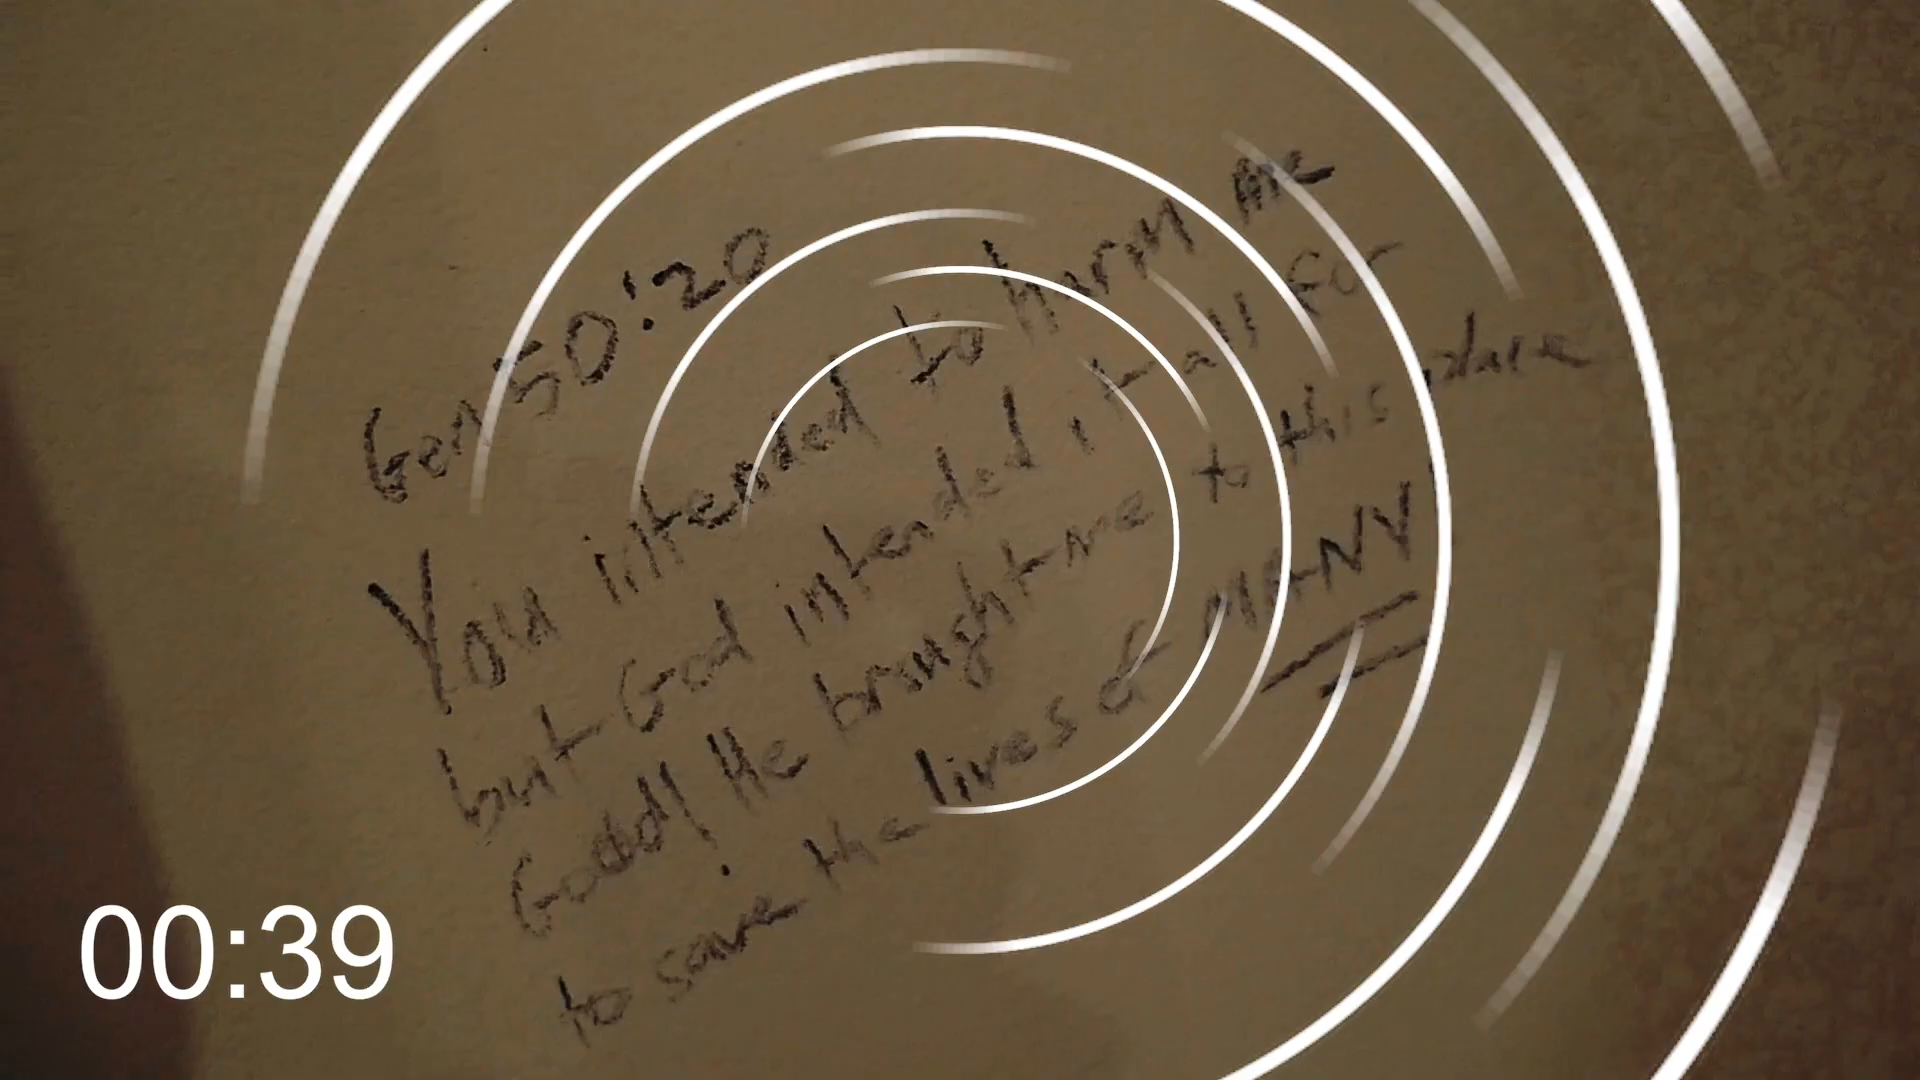 Gen 50:20
You intended to Harm me
but God intended it all for
Good! He brought me to this place
to save the lives of MANY
00:39